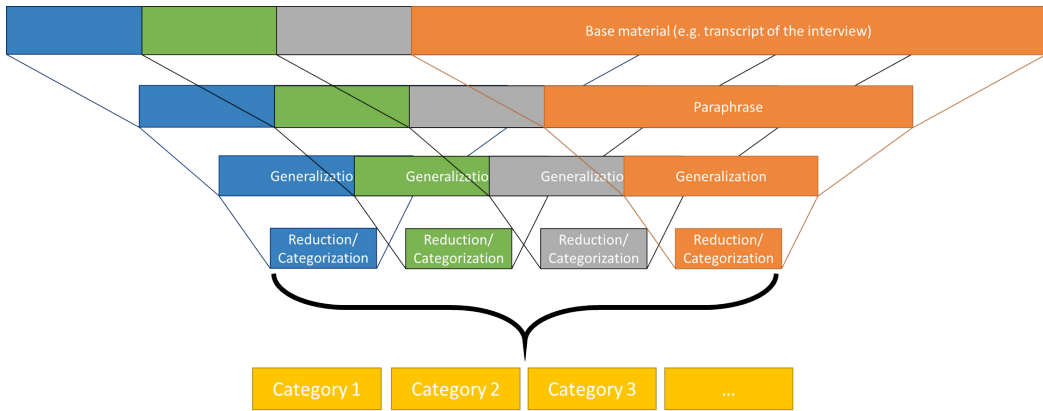 Base material (e.g. transcript of the interview)
Paraphrase
Generalizatio
Generalizatio
Generalizatio
Generalization
Reduction/
Categorization
Reduction/
Categorization
Reduction/
Categorization
Reduction/
Categorization
Category 1
Category 2
Category 3
...